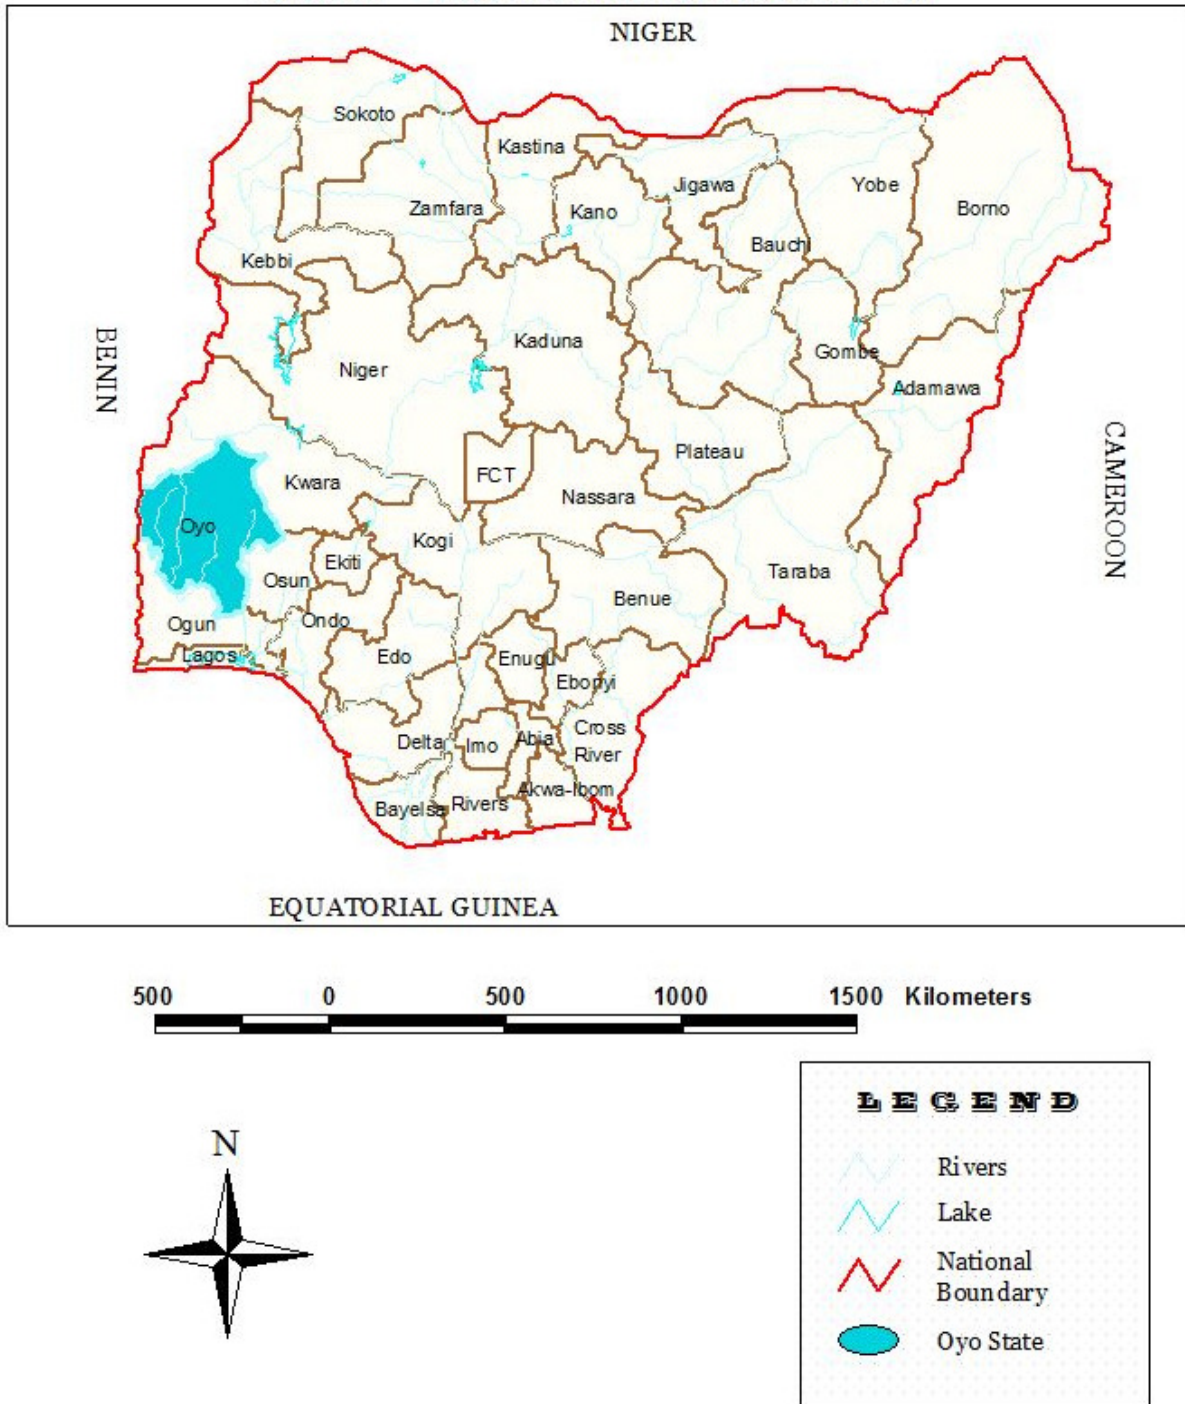 NIGER
Sokoto
Kastina
Jigawa
Yobe
Zamfara
Kano
Borno
Bauchi
Kebbi
BENIN
Kaduna
Gombe
Niger
Adamawa
CAMEROON
Plateau
FCT
Kwara
Nassara
Oyo
Kogi
Ekiti
Osun
Taraba
Benue
Ogun
Ondo
Lagos
Edo
Enugu
Ebonyi
Delta
Imo
Abia
Cross
River
Bayelsa
Rivers
Akwa-Ibom
EQUATORIAL GUINEA
500 0 500 1000 1500 Kilometers
LEGEND
N
Rivers
Lake
National
Boundary
Oyo State